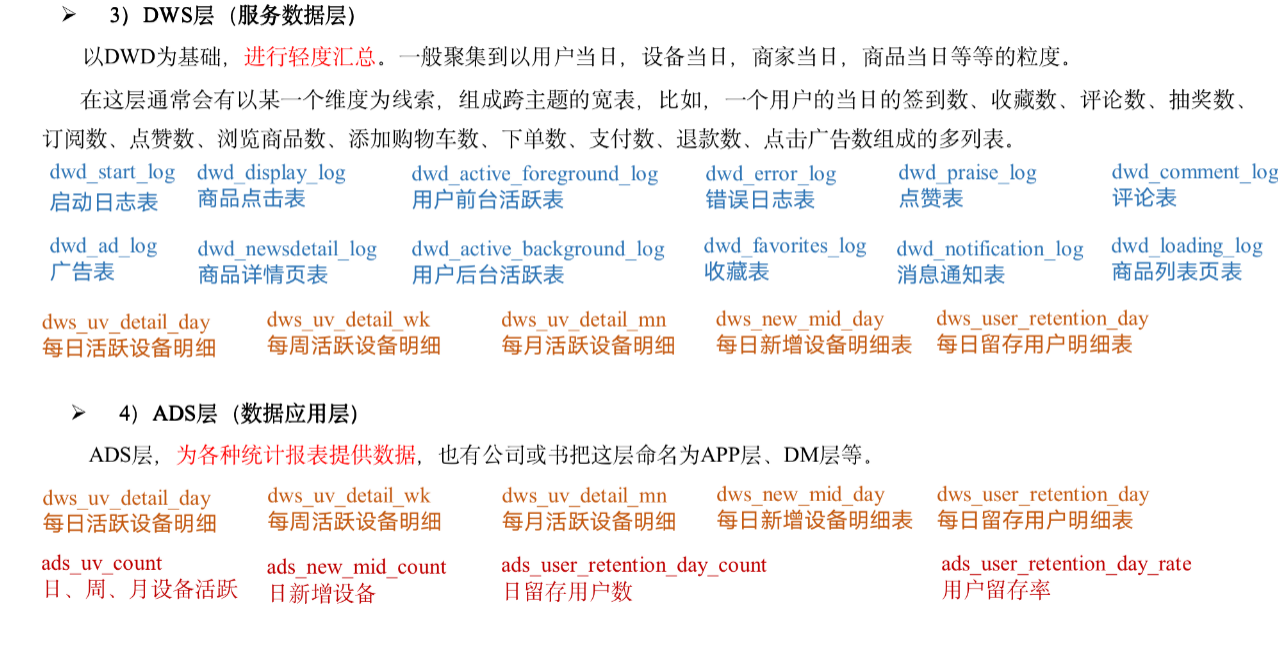 ➢ 3）DWS层（服务数据层）
以DWD为基础，进行轻度汇总。一般聚集到以用户当日，设备当日，商家当日，商品当日等等的粒度。
在这层通常会有以某一个维度为线索，组成跨主题的宽表，比如，一个用户的当日的签到数、收藏数、评论数、抽奖数、
订阅数、点赞数、浏览商品数、添加购物车数、下单数、支付数、退款数、点击广告数组成的多列表。
dwd_start_log dwd_display_log dwd_active_foreground_log dwd_error_log dwd_praise_log dwd_comment_log
启动日志表 商品点击表 用户前台活跃表 错误日志表 点赞表 评论表
dwd_ad_log dwd_newsdetail_log dwd_active_background_log dwd_favorites_log dwd_notification_log dwd_loading_log
广告表 商品详情页表 用户后台活跃表 收藏表 消息通知表 商品列表页表
dws_uv_detail_day dws_uv_detail_wk dws_uv_detail_mn dws_new_mid_day dws_user_retention_day
每日活跃设备明细 每周活跃设备明细 每月活跃设备明细 每日新增设备明细表 每日留存用户明细表
➢ 4）ADS层（数据应用层）
ADS层，为各种统计报表提供数据，也有公司或书把这层命名为APP层、DM层等。
dws_uv_detail_day dws_uv_detail_wk dws_uv_detail_mn dws_new_mid_day dws_user_retention_day
每日活跃设备明细 每周活跃设备明细 每月活跃设备明细 每日新增设备明细表 每日留存用户明细表
ads_uv_count ads_new_mid_count ads_user_retention_day_count ads_user_retention_day_rate
日、周、月设备活跃 日新增设备 日留存用户数 用户留存率